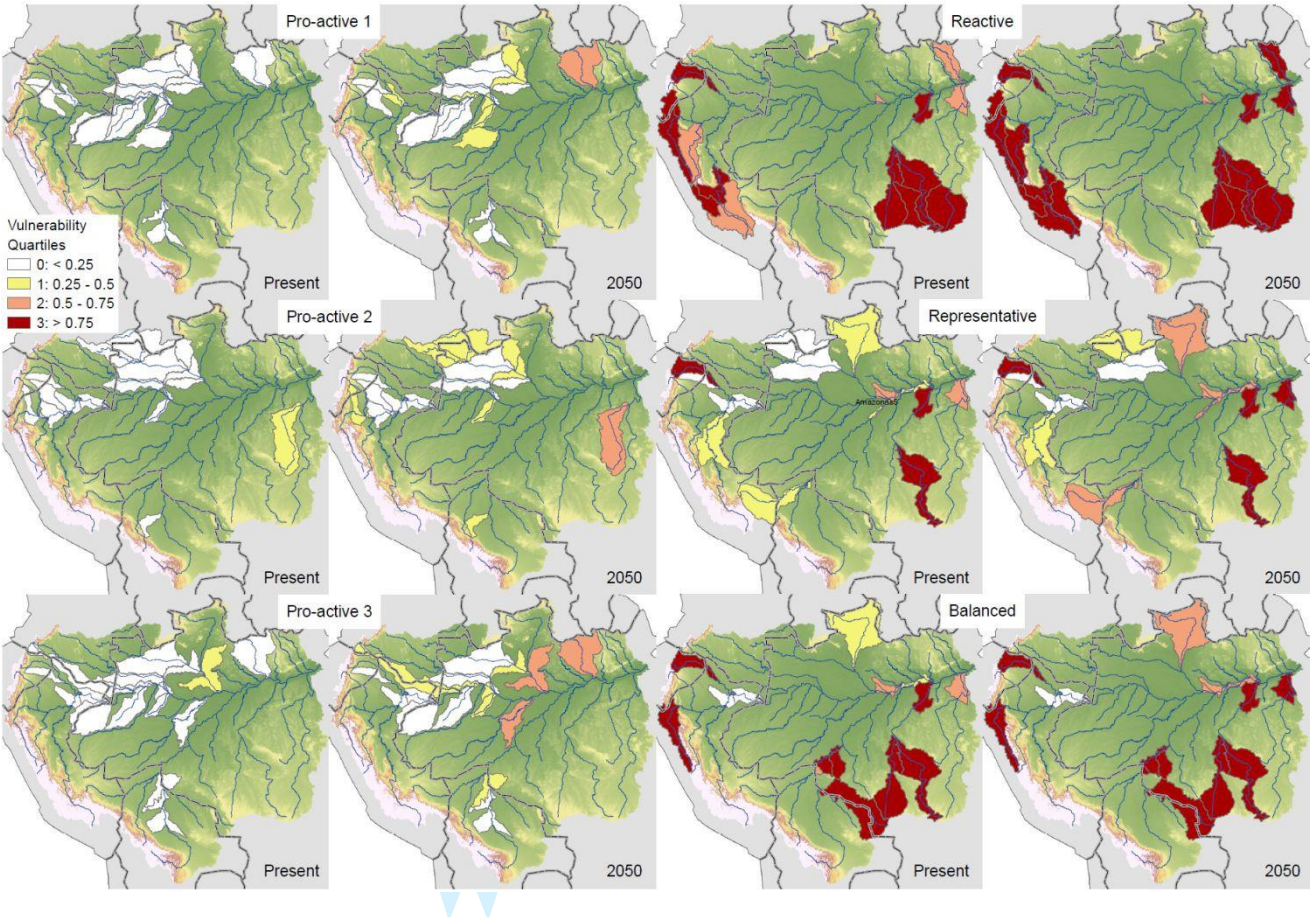 Pro-active 1
Reactive
Vulnerability
Quartiles
0: < 0.25
1: 0.25 - 0.5
2: 0.5 - 0.75
3: > 0.75
Present
2050
Present
2050
Pro-active 2
Representative
Present
2050
Present
2050
Pro-active 3
Balanced
Present
2050
Present
2050